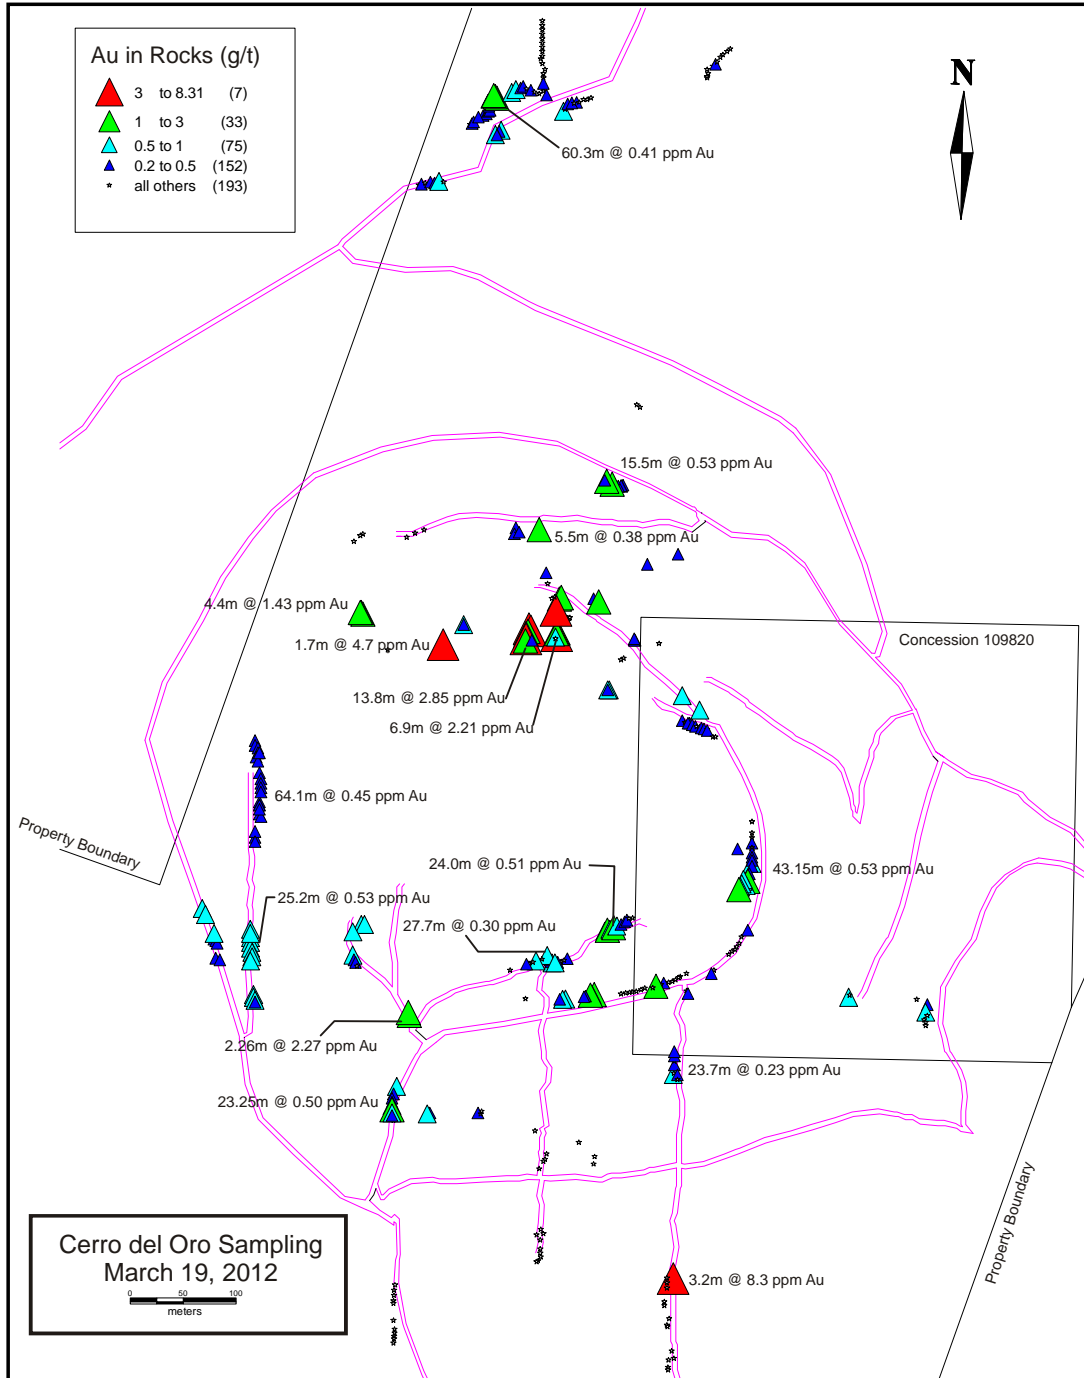 Au in Rocks (g/t)
3 to 8.31 (7)
1 to 3 (33)
0.5 to 1 (75)
0.2 to 0.5 (152)
all others (193)
N
60.3m @ 0.41 ppm Au
15.5m @ 0.53 ppm Au
5.5m @ 0.38 ppm Au
4.4m @ 1.43 ppm Au
1.7m @ 4.7 ppm Au
Concession 109820
13.8m @ 2.85 ppm Au
6.9m @ 2.21 ppm Au
64.1m @ 0.45 ppm Au
Property Boundary
24.0m @ 0.51 ppm Au
43.15m @ 0.53 ppm Au
25.2m @ 0.53 ppm Au
27.7m @ 0.30 ppm Au
2.26m @ 2.27 ppm Au
23.7m @ 0.23 ppm Au
23.25m @ 0.50 ppm Au
Property Boundary
3.2m @ 8.3 ppm Au
Cerro del Oro Sampling
March 19, 2012
0 50 100
meters